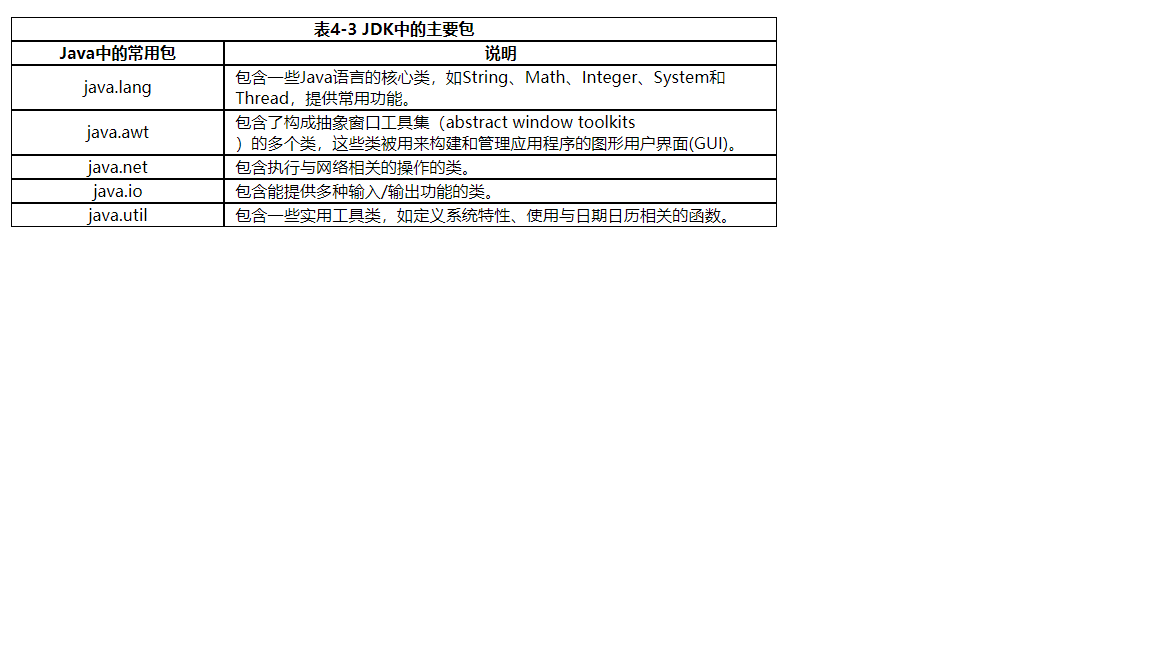 表4-3 JDK中的主要包
Java中的常用包 说明
java.lang 包含一些Java语言的核心类，如String、Math、Integer、System和
Thread，提供常用功能。
java.awt 包含了构成抽象窗口工具集（abstract window toolkits
）的多个类，这些类被用来构建和管理应用程序的图形用户界面(GUI)。
java.net 包含执行与网络相关的操作的类。
java.io 包含能提供多种输入/输出功能的类。
java.util 包含一些实用工具类，如定义系统特性、使用与日期日历相关的函数。